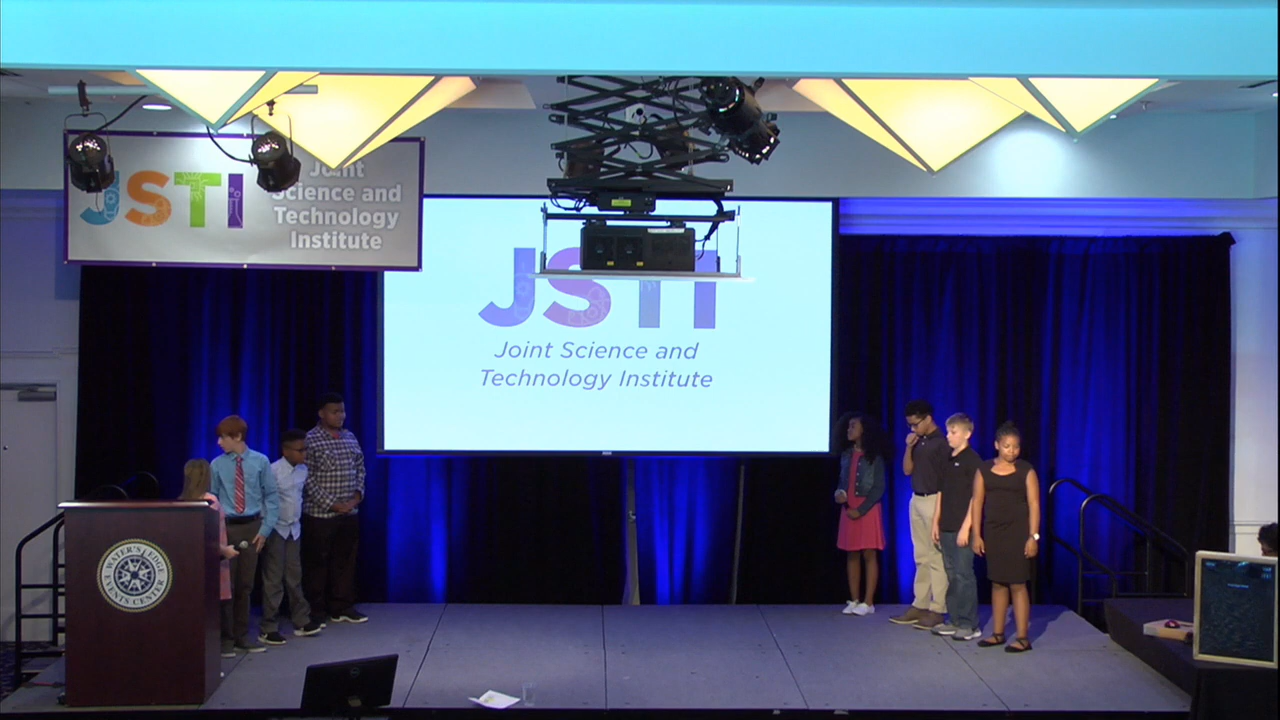 JSTI
Joint
Science and
Technology
Institute
JSTI
Joint Science and
Technology Institute
WATER'S EDGE
EVENTS CENTER